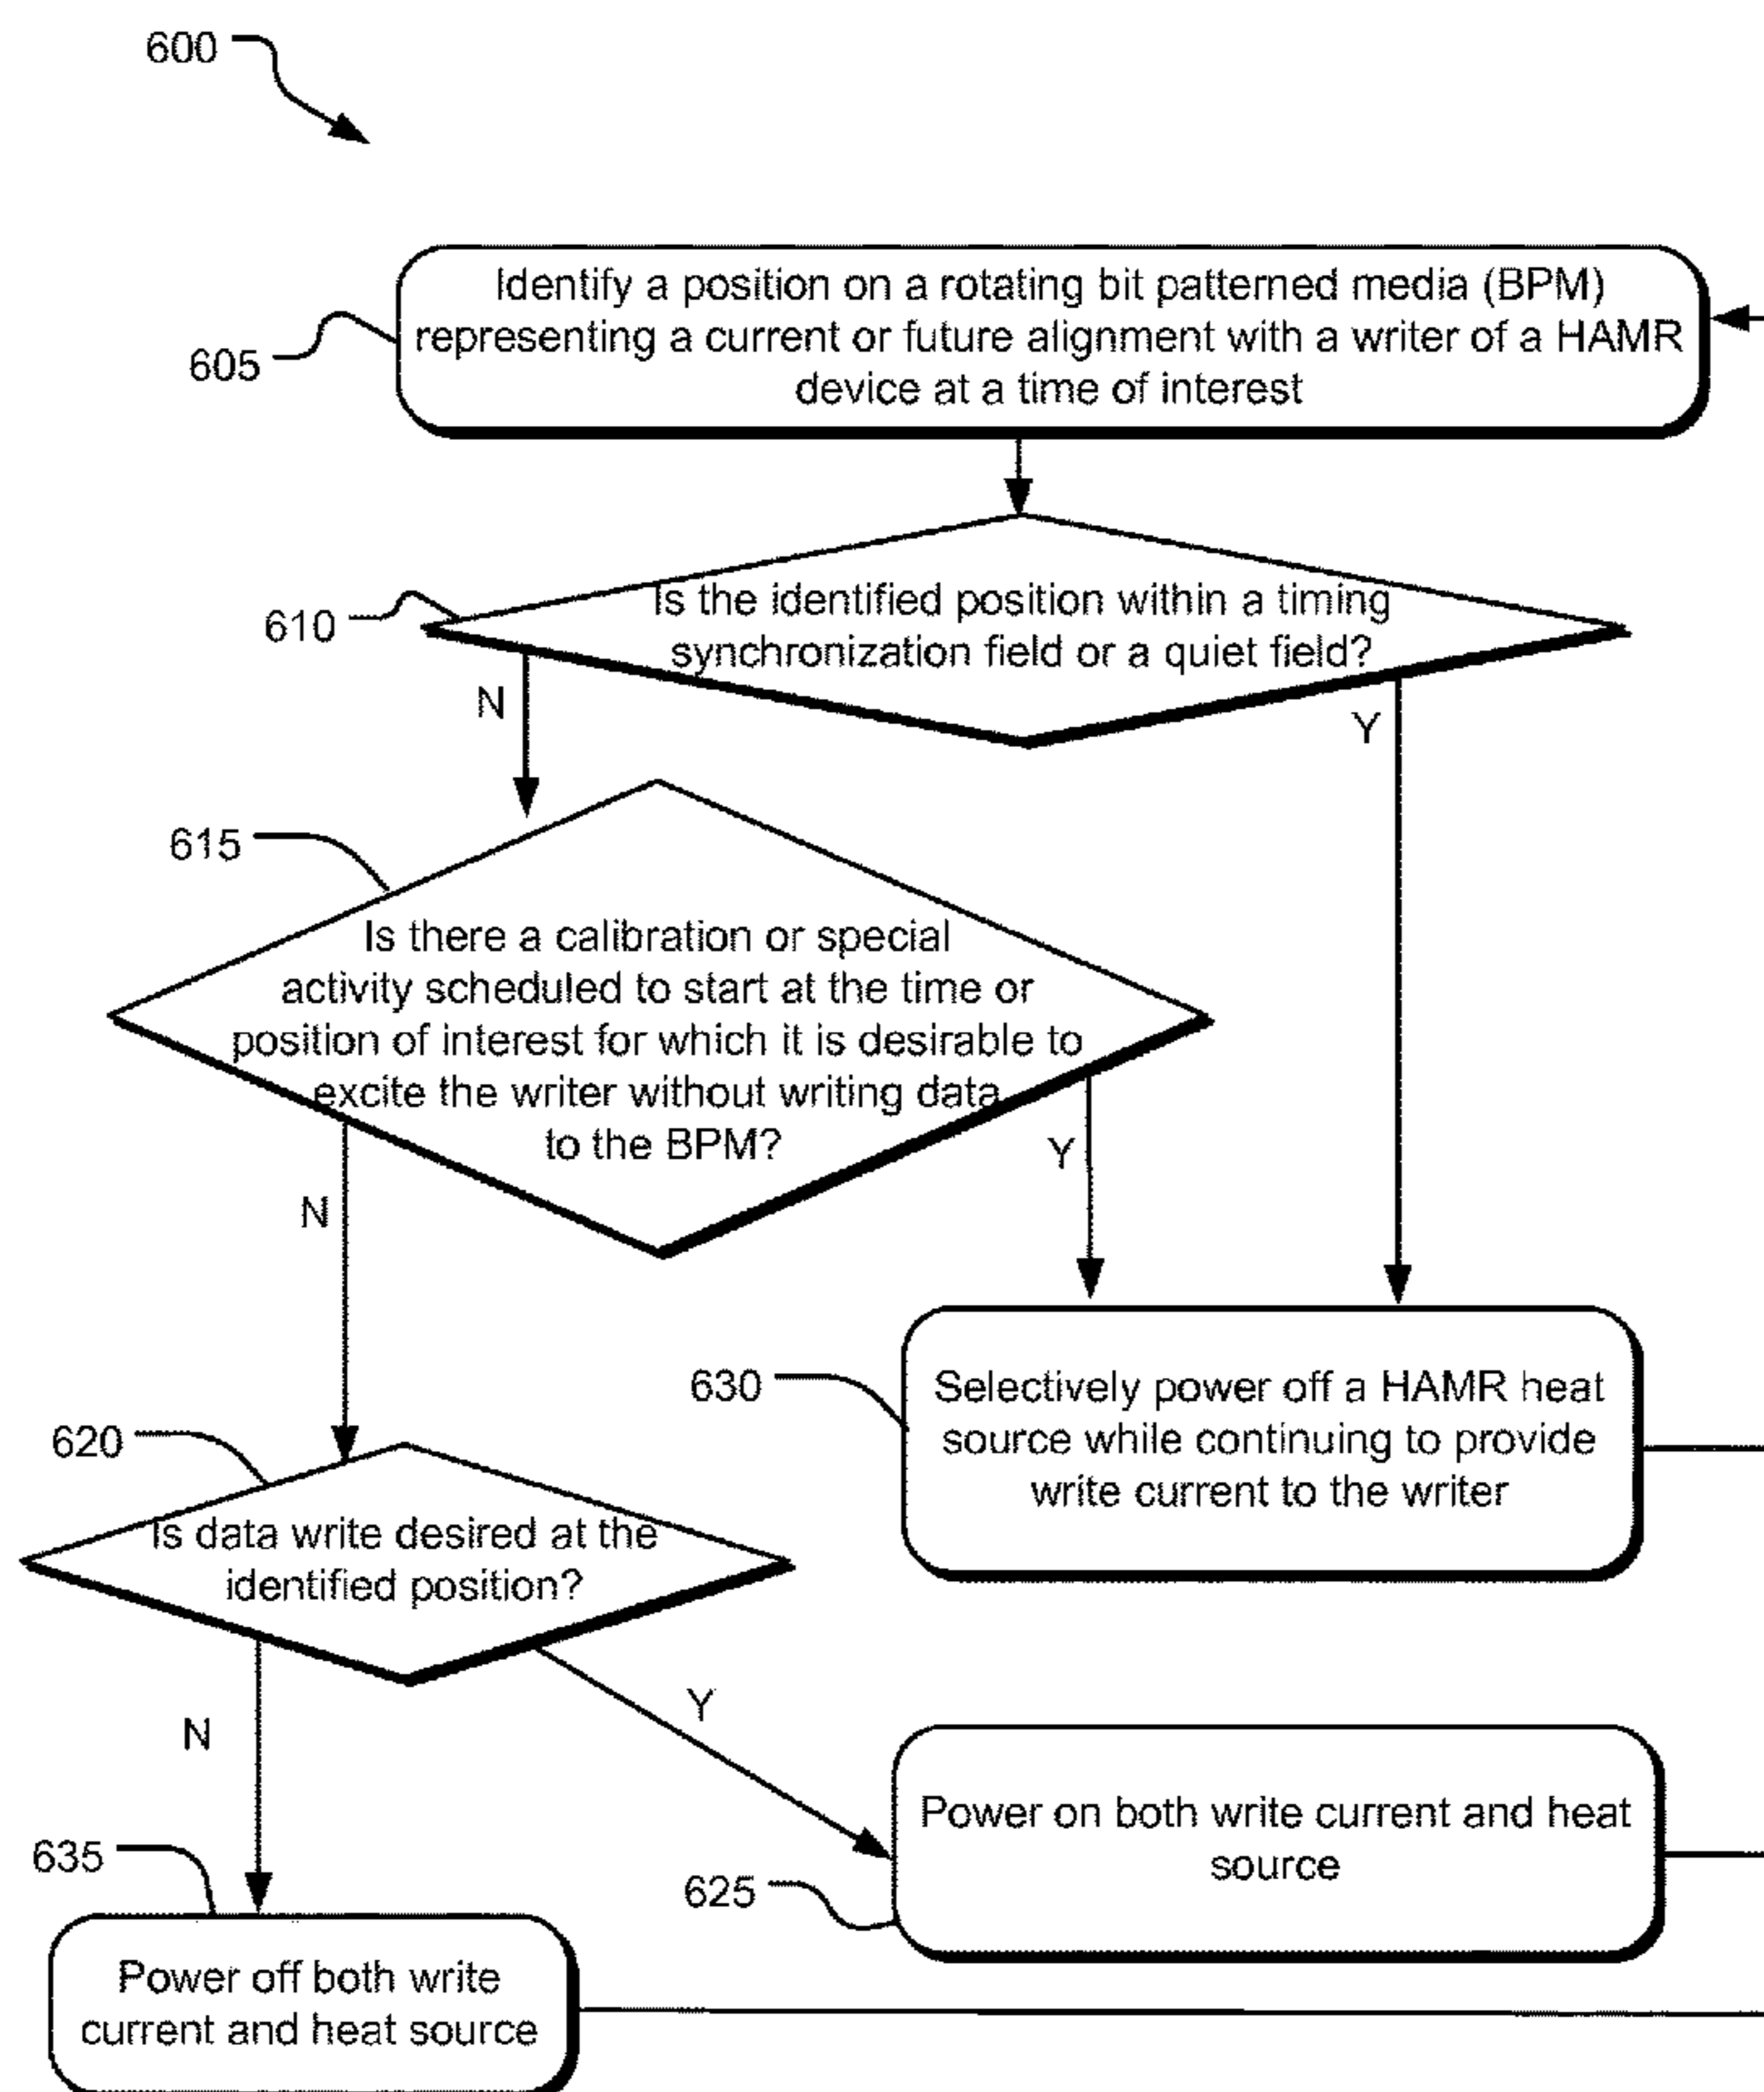 600
605
Identify a position on a rotating bit patterned media (BPM)
representing a current or future alignment with a writer of a HAMR
device at a time of interest
610
Is the identified position within a timing
synchronization field or a quiet field?
N
Y
615
Is there a calibration or special
activity scheduled to start at the time or
position of interest for which it is desirable to
excite the writer without writing data
to the BPM?
N
Y
630
Selectively power off a HAMR heat
source while continuing to provide
write current to the writer
620
Is data write desired at the
identified position?
N
Y
625
Power on both write current and heat
source
635
Power off both write
current and heat source